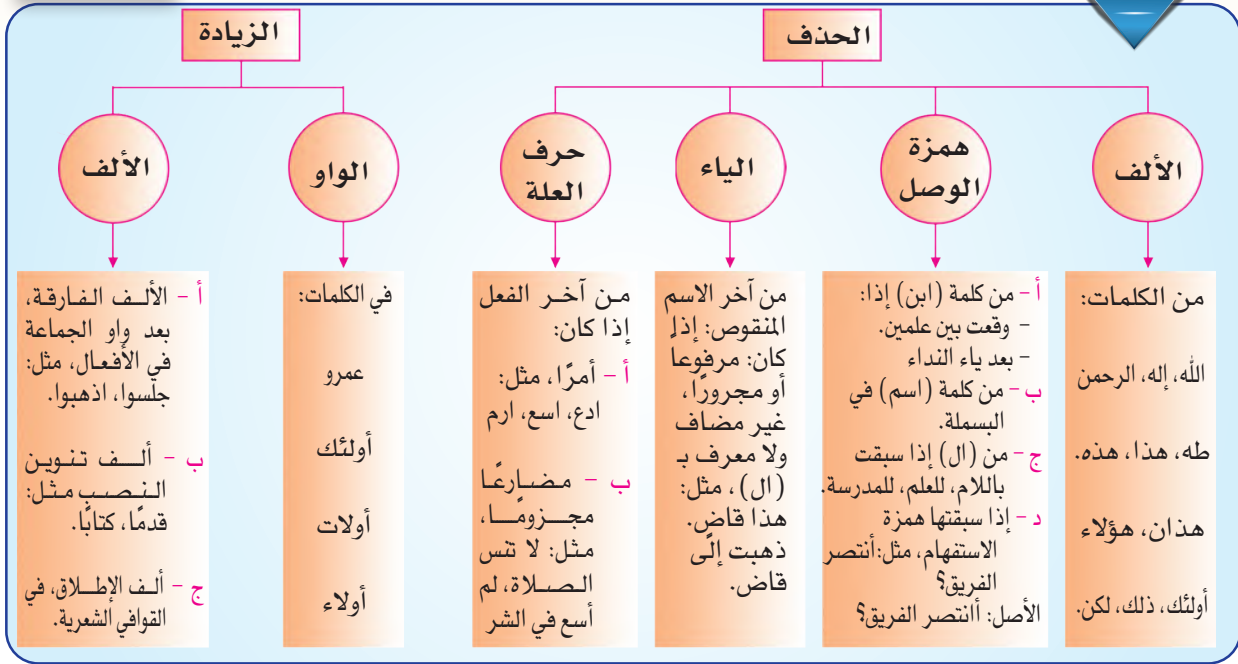 الحذف
الزيادة
الألف
همزة
الوصل
الياء
حرف
العلة
الواو
الألف
من الكلمات:
الله، إله، الرحمن
طه، هذا، هذه.
هذان، هؤلاء
أولئك، ذلك، لكن.
أ - من كلمة (ابن) إذا:
- وقعت بين علمين.
- بعد ياء النداء
ب - من كلمة (اسم) في
البسملة.
ج - من (ال) إذا سبقت
باللام، للعلم، للمدرسة.
د - إذا سبقتها همزة
الاستفهام، مثل:أنتصر
الفريق؟
الأصل: أانتصر الفريق؟
من آخر الاسم
المنقوص: إذا
كان: مرفوعا
أو مجرورًا،
غير مضاف
ولا معرف بـ
(ال)، مثل:
هذا قاضٍ.
ذهبت إلى
قاض.
من آخر الفعل
إذا كان:
أ - أمرًا، مثل:
ادع، اسع، ارم
ب - مضارعًا
مجزومًا،
مثل: لا تنس
الصلاة، لم
أسع في الشر
في الكلمات:
عمرو
أولئك
أولات
أولاء
أ - الألف الفارقة،
بعد واو الجماعة
في الأفعال، مثل:
جلسوا، اذهبوا.
ب - ألف تنوين
النصب مثل:
قدمًا، كتابًا.
ج - ألف الإطلاق، في
القوافي الشعرية.